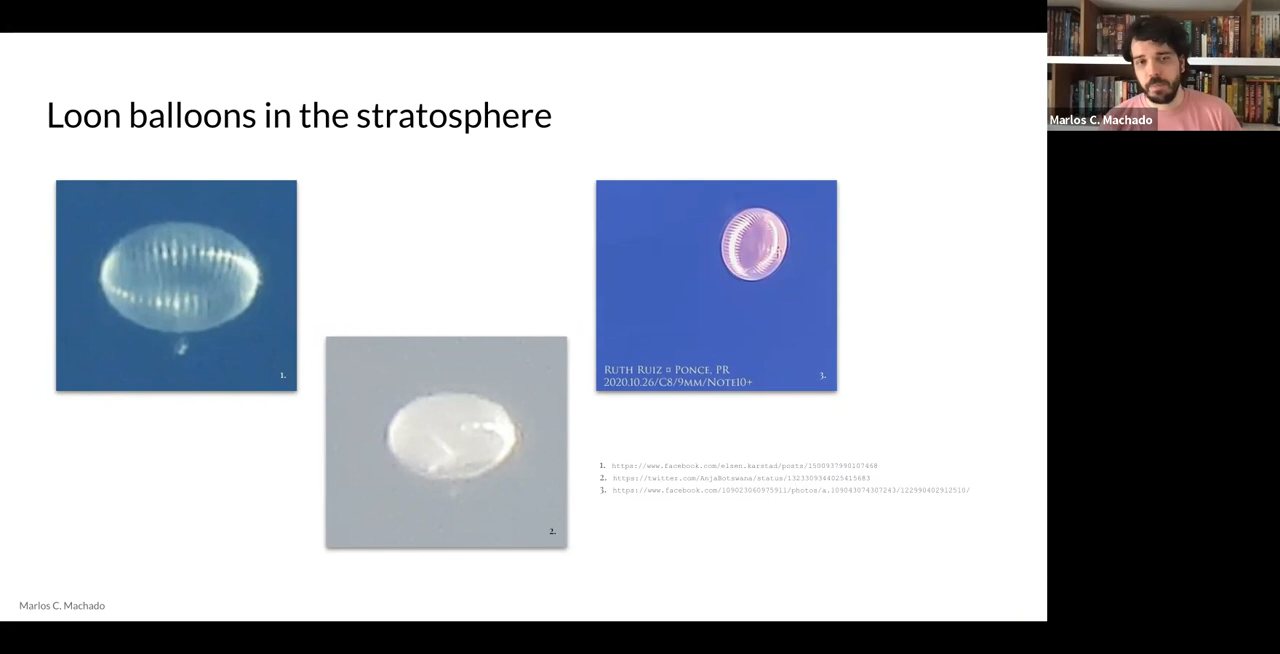 Loon balloons in the stratosphere
1.
2.
RUTH RUIZ ¤ PONCE, PR
2020.10.26/C8/9MM/NOTE10+
3.
1. https://www.facebook.com/elsen.karstad/posts/1500937990107468
2. https://twitter.com/AnjaBotswana/status/1323309344025415683
3. https://www.facebook.com/109023060975911/photos/a.109043074307243/122990402912510/
Marlos C. Machado
Marlos C. Machado